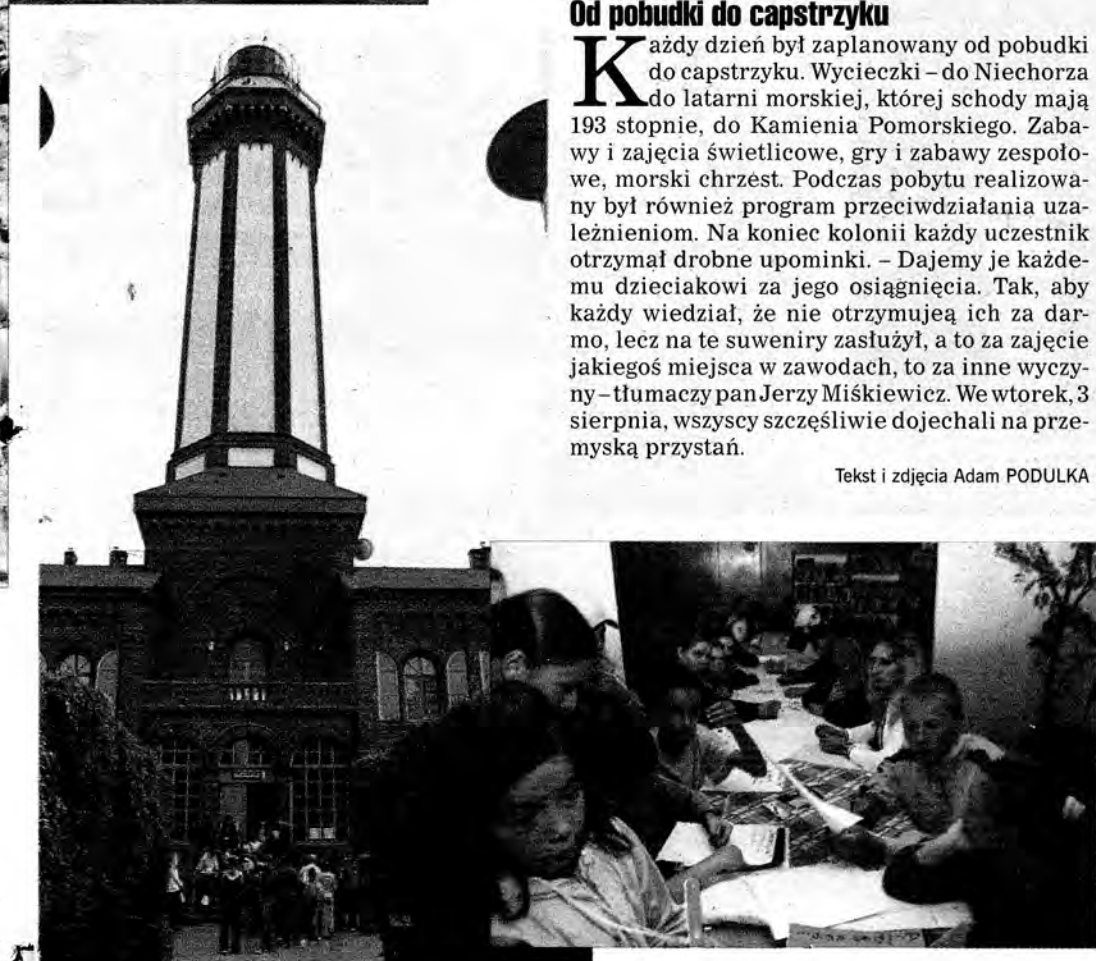 Od pobudki do capstrzyku
Każdy dzień był zaplanowany od pobudki
do capstrzyku. Wycieczki – do Niechorza
do latarni morskiej, której schody mają
193 stopnie, do Kamienia Pomorskiego. Zaba-
wy i zajęcia świetlicowe, gry i zabawy zespoło-
we, morski chrzest. Podczas pobytu realizowa-
ny był również program przeciwdziałania uza-
leżnieniom. Na koniec kolonii każdy uczestnik
otrzymał drobne upominki. – Dajemy je każde-
mu dzieciakowi za jego osiągnięcia. Tak, aby
każdy wiedział, że nie otrzymujeą ich za dar-
mo, lecz na te suweniry zasłużył, a to za zajęcie
jakiegoś miejsca w zawodach, to za inne wyczy-
ny – tłumaczy pan Jerzy Miśkiewicz. We wtorek, 3
sierpnia, wszyscy szczęśliwie dojechali na prze-
myską przystań.
Tekst i zdjęcia Adam PODULKA